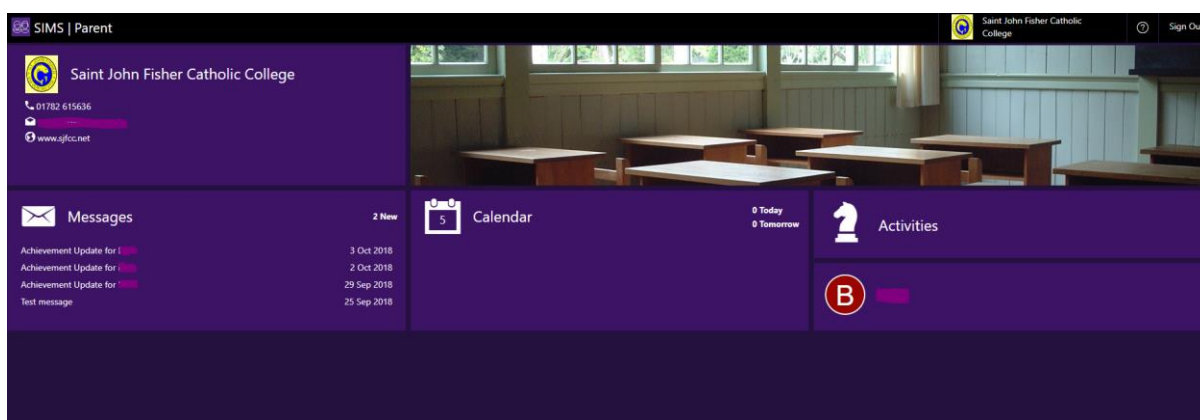 SIMS | Parent
Saint John Fisher Catholic
College
Sign Ou
Saint John Fisher Catholic College
01782 615636
www.sjfcc.net
Messages
2 New
Achievement Update for
3 Oct 2018
Achievement Update for
2 Oct 2018
Achievement Update for
29 Sep 2018
Test message
25 Sep 2018
5
Calendar
0 Today
0 Tomorrow
Activities
B